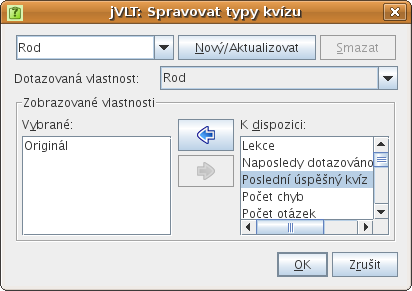 jVLT: Spravovat typy kvízu
Rod
Nový/Aktualizovat
Smazat
Dotazovaná vlastnost:
Rod
Zobrazované vlastnosti
Vybrané:
Originál
K dispozici:
Lekce
Naposledy dotazováno
Poslední úspěšný kvíz
Počet chyb
Počet otázek
OK
Zrušit